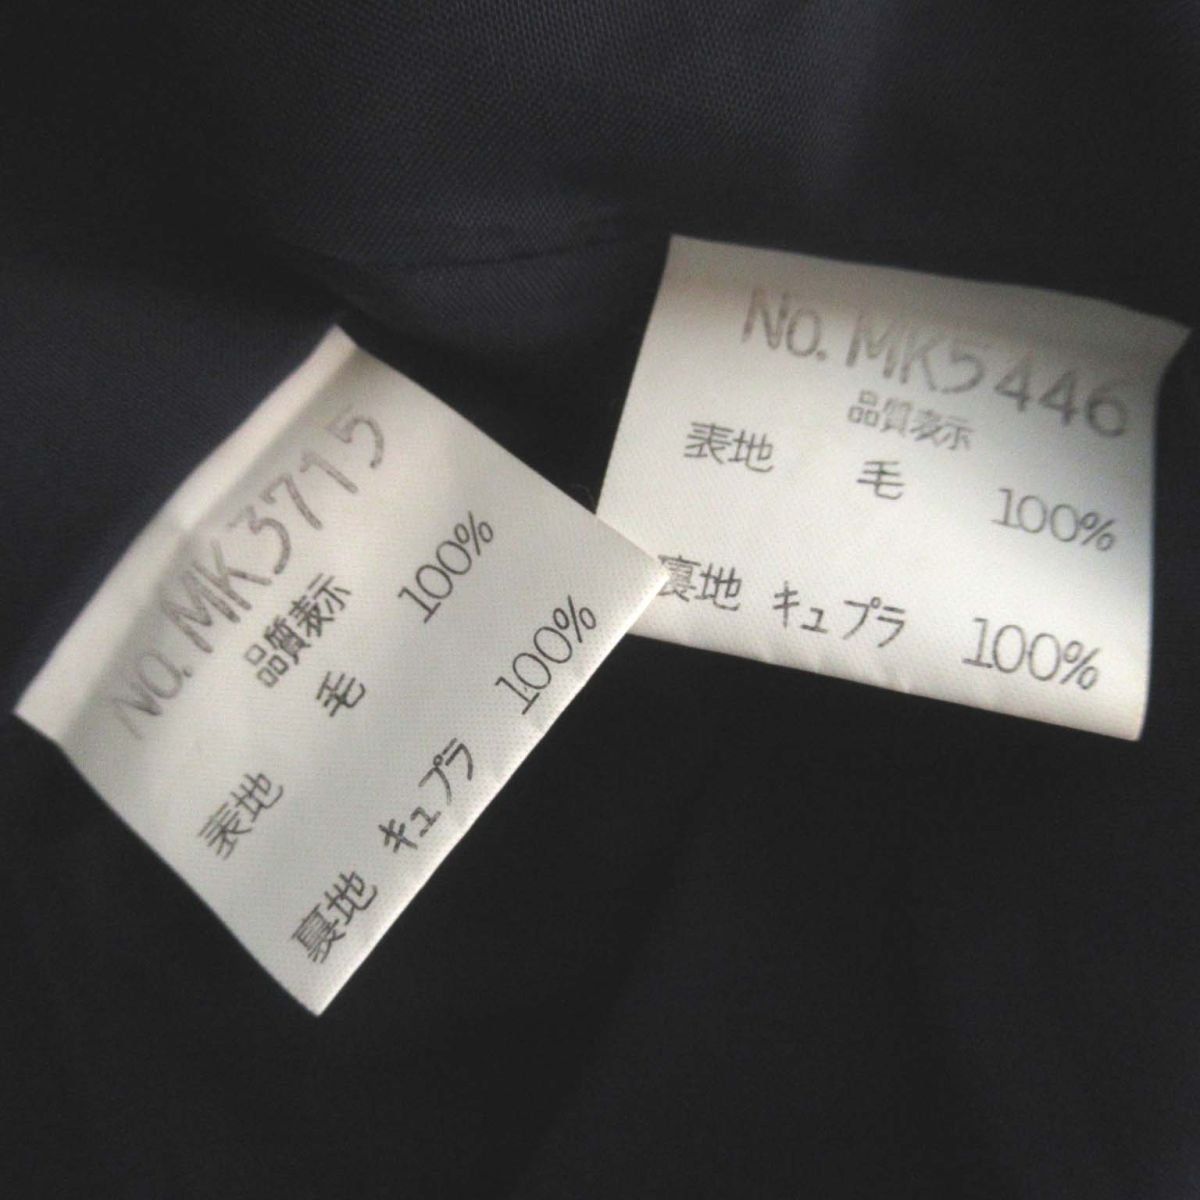 No. MK3715
品質表示
表地 毛 100%
裏地 キュプラ 100%
No. MK5446
品質表示
表地 毛 100%
裏地 キュプラ 100%